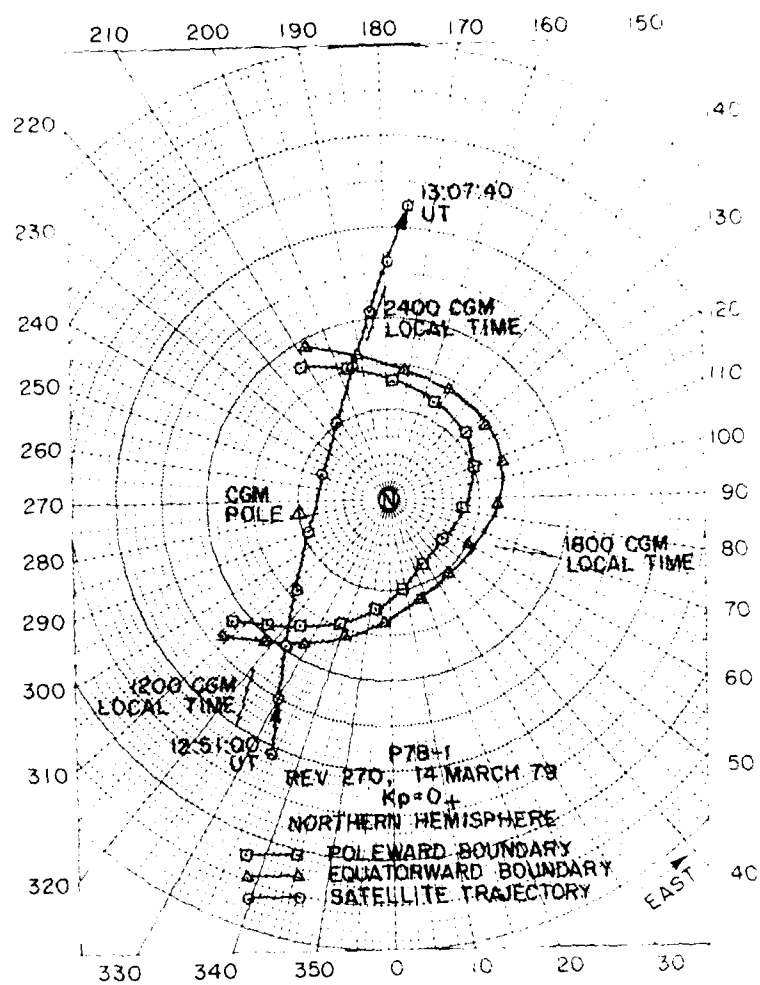 210 200 190 180 170 160 150
220
40
230
30
240
20
250
110
260
100
270
90
280
80
290
70
300
60
310
50
320
40
330 340 350 0 10 20 30
13:07:40
UT
2400 CGM
LOCAL TIME
CGM
POLE
N
1800 CGM
LOCAL TIME
1200 CGM
LOCAL TIME
12:51:00
UT
P78-1
REV 270, 14 MARCH 79
Kp=0+
NORTHERN HEMISPHERE
POLEWARD BOUNDARY
EQUATORWARD BOUNDARY
SATELLITE TRAJECTORY
EAST